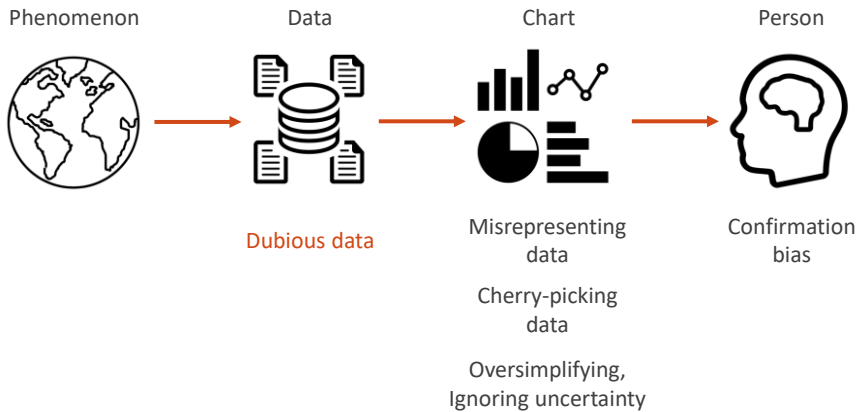 Phenomenon
Data
Chart
Person
Dubious data
Misrepresenting
data
Cherry-picking
data
Oversimplifying,
Ignoring uncertainty
Confirmation
bias